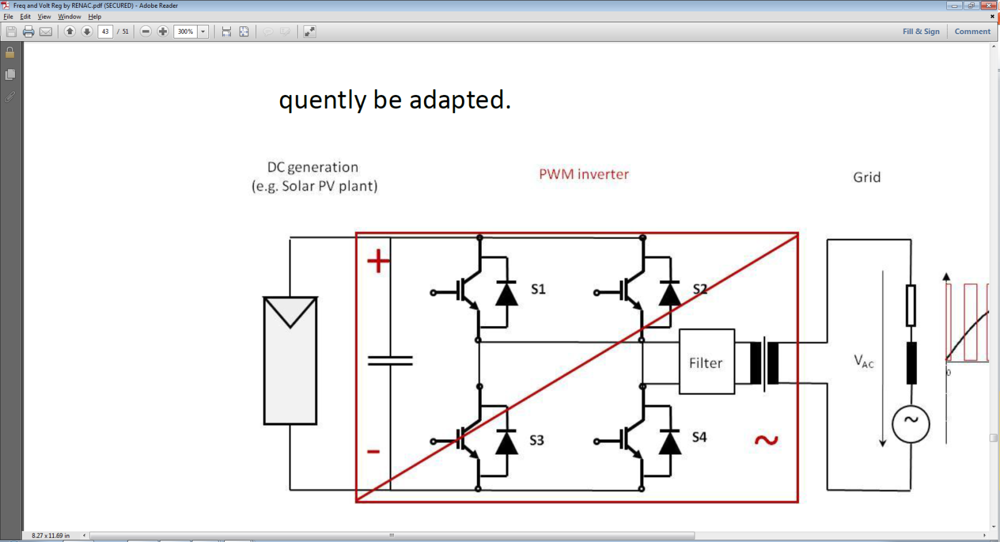 Freq and Volt Reg by RENAC.pdf (SECURED) - Adobe Reader
File Edit View Window Help
43 / 51
300%
Fill & Sign
Comment
quently be adapted.
DC generation
(e.g. Solar PV plant)
PWM inverter
Grid
+
S1
S2
Filter
VAC
~
0
-
S3
S4
~
8.27 x 11.69 in